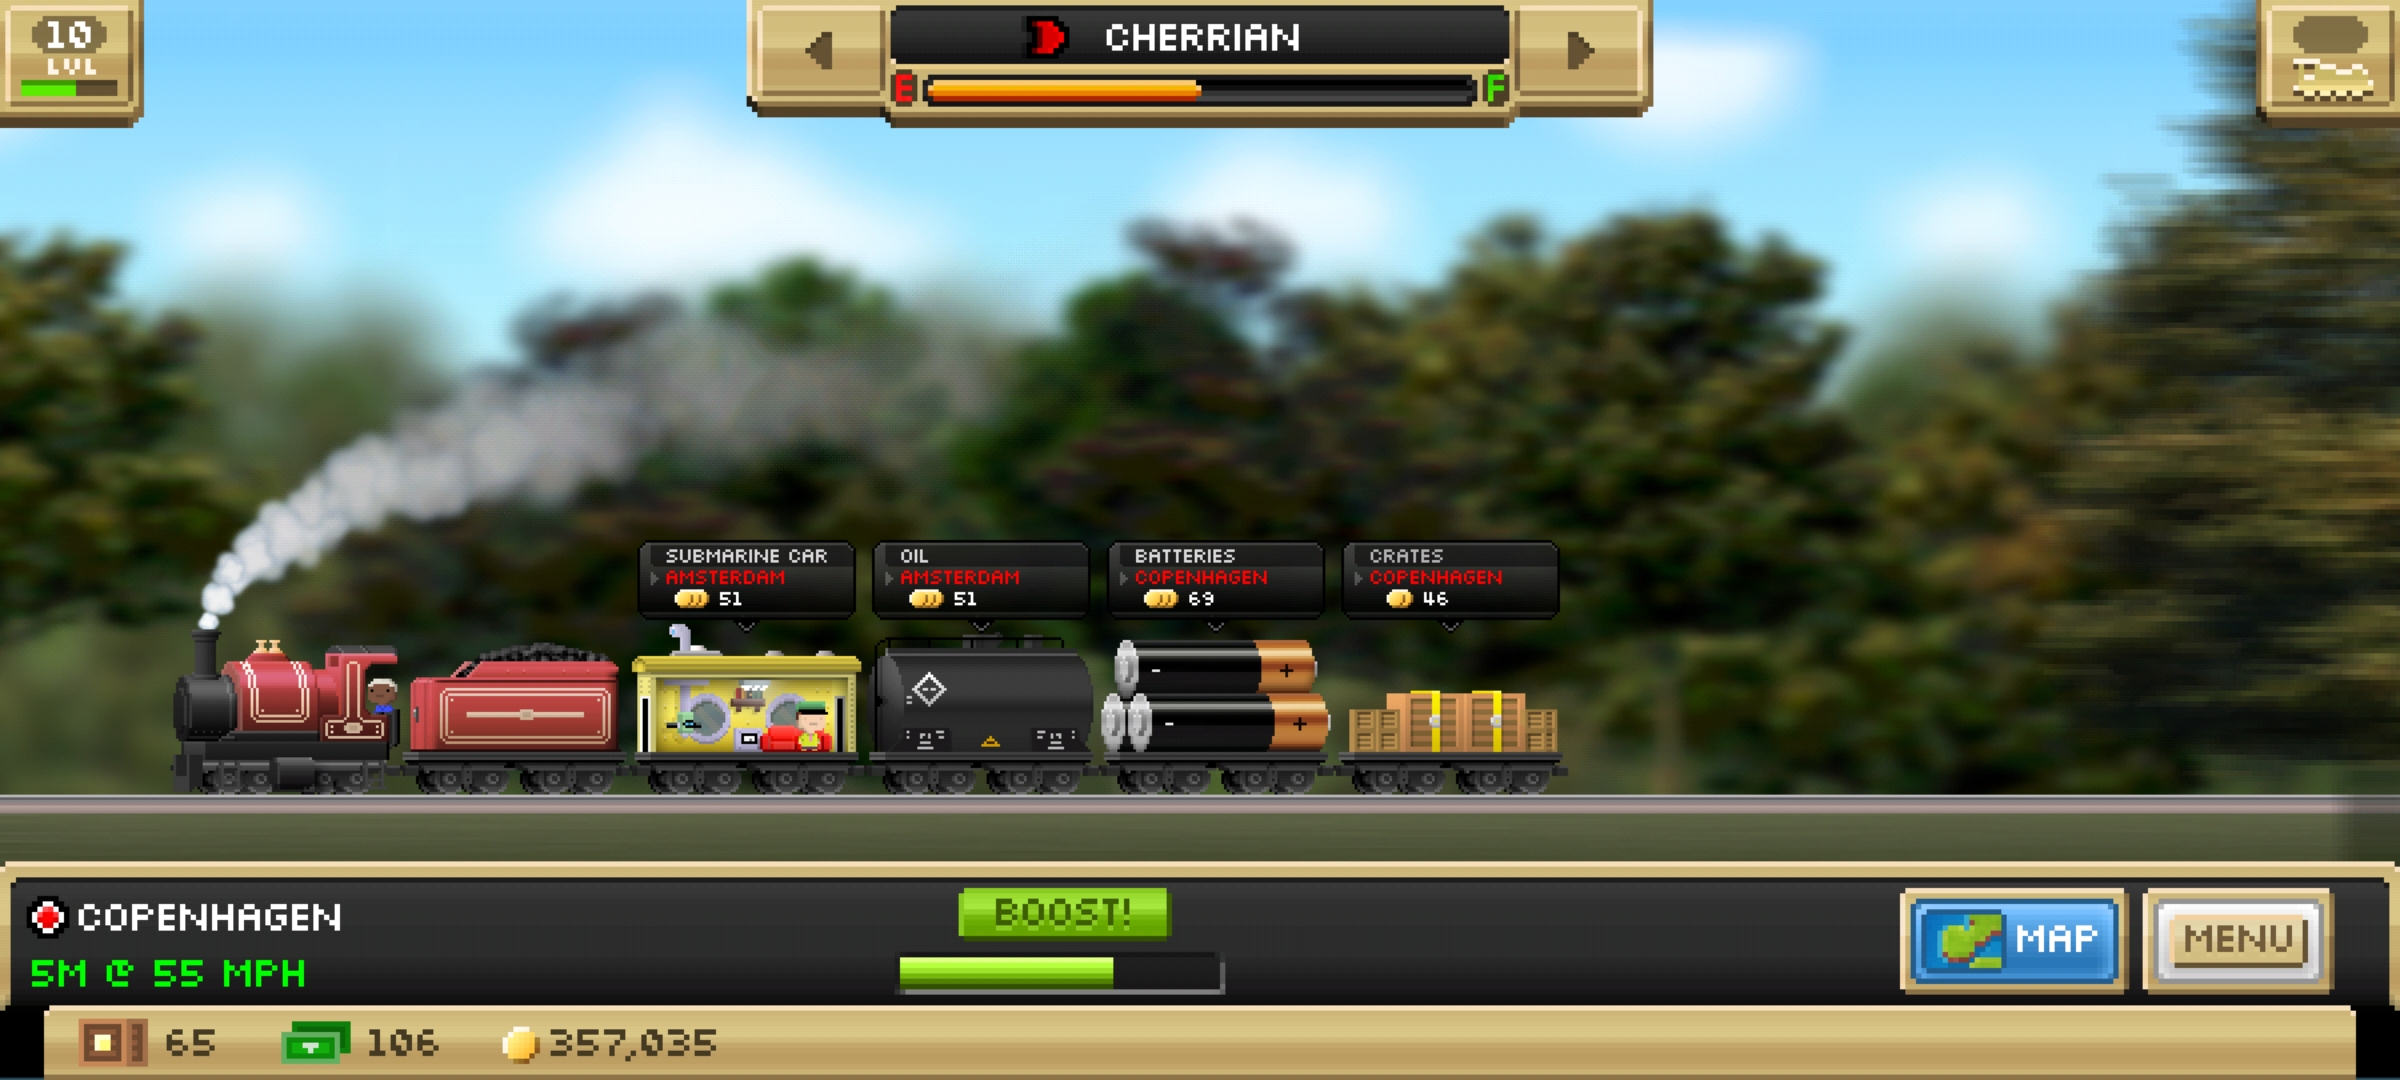 10
LVL
CHERRIAN
E
F
SUBMARINE CAR
AMSTERDAM
51
OIL
AMSTERDAM
51
BATTERIES
COPENHAGEN
69
CRATES
COPENHAGEN
46
- +
- +
COPENHAGEN
5M @ 55 MPH
BOOST!
MAP
MENU
65
106
357,035